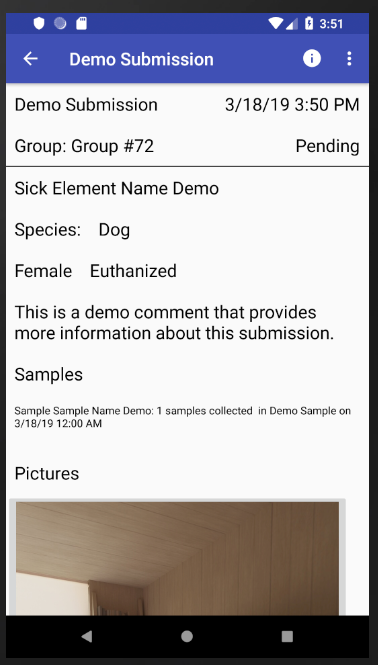 3:51
Demo Submission
Demo Submission 3/18/19 3:50 PM
Group: Group #72 Pending
Sick Element Name Demo
Species: Dog
Female Euthanized
This is a demo comment that provides
more information about this submission.
Samples
Sample Sample Name Demo: 1 samples collected in Demo Sample on
3/18/19 12:00 AM
Pictures